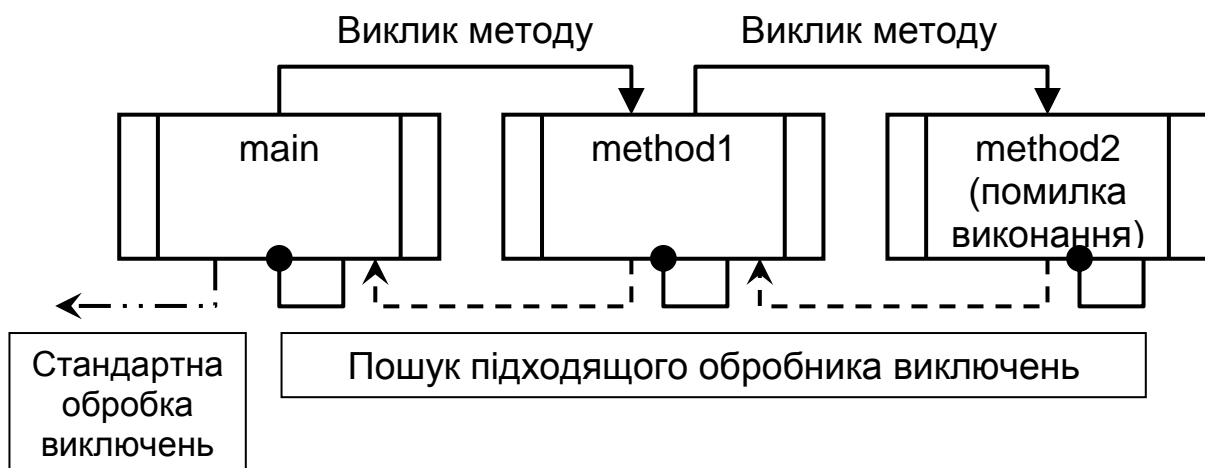 Виклик методу
Виклик методу
main
method1
method2
(помилка
виконання)
Стандартна
обробка
виключень
Пошук підходящого обробника виключень